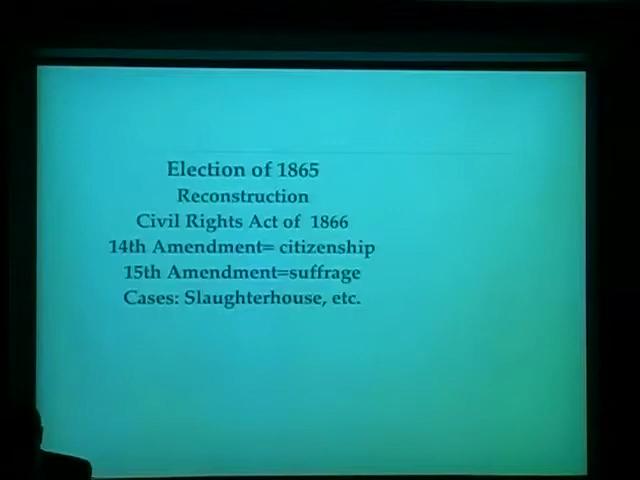 Election of 1865
Reconstruction
Civil Rights Act of 1866
14th Amendment= citizenship
15th Amendment=suffrage
Cases: Slaughterhouse, etc.